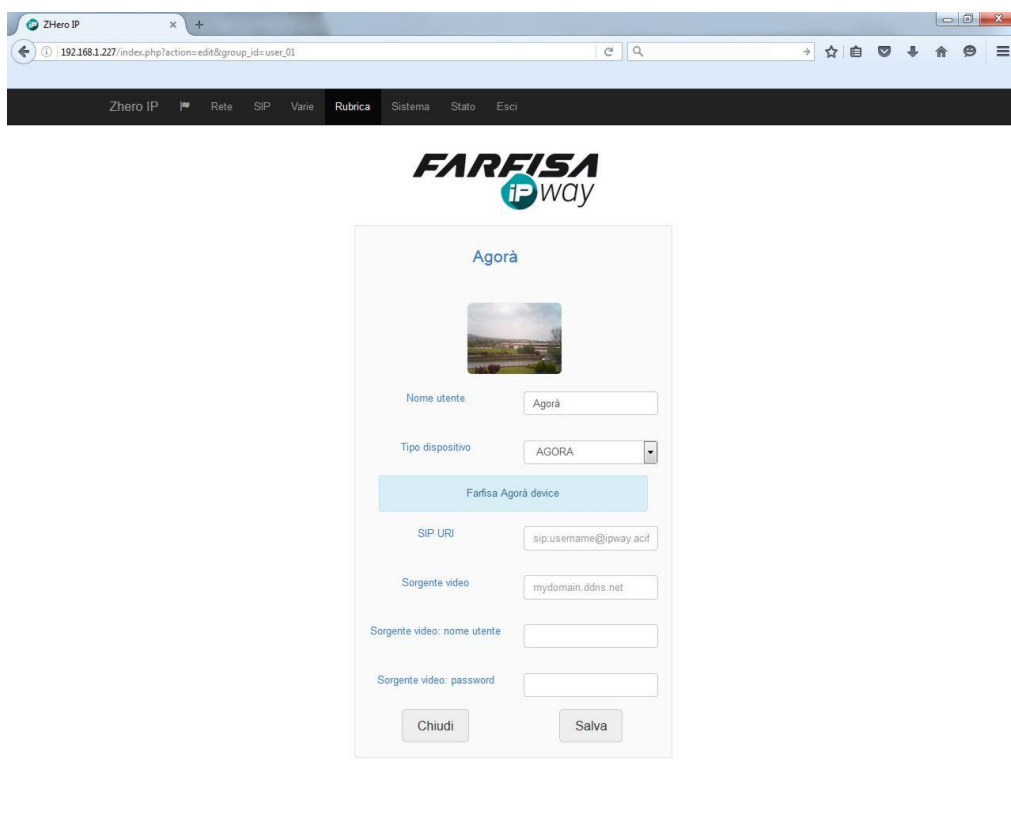 ZHero IP
192.168.1.227/index.php?action=edit&group_id=user_01
Zhero IP Rete SIP Varie Rubrica Sistema Stato Esci
FARFISA
iP way
Agorà
Nome utente Agorà
Tipo dispositivo AGORA
Farfisa Agorà device
SIP URI sip:username@ipway.acif
Sorgente video mydomain.ddns.net
Sorgente video: nome utente
Sorgente video: password
Chiudi Salva